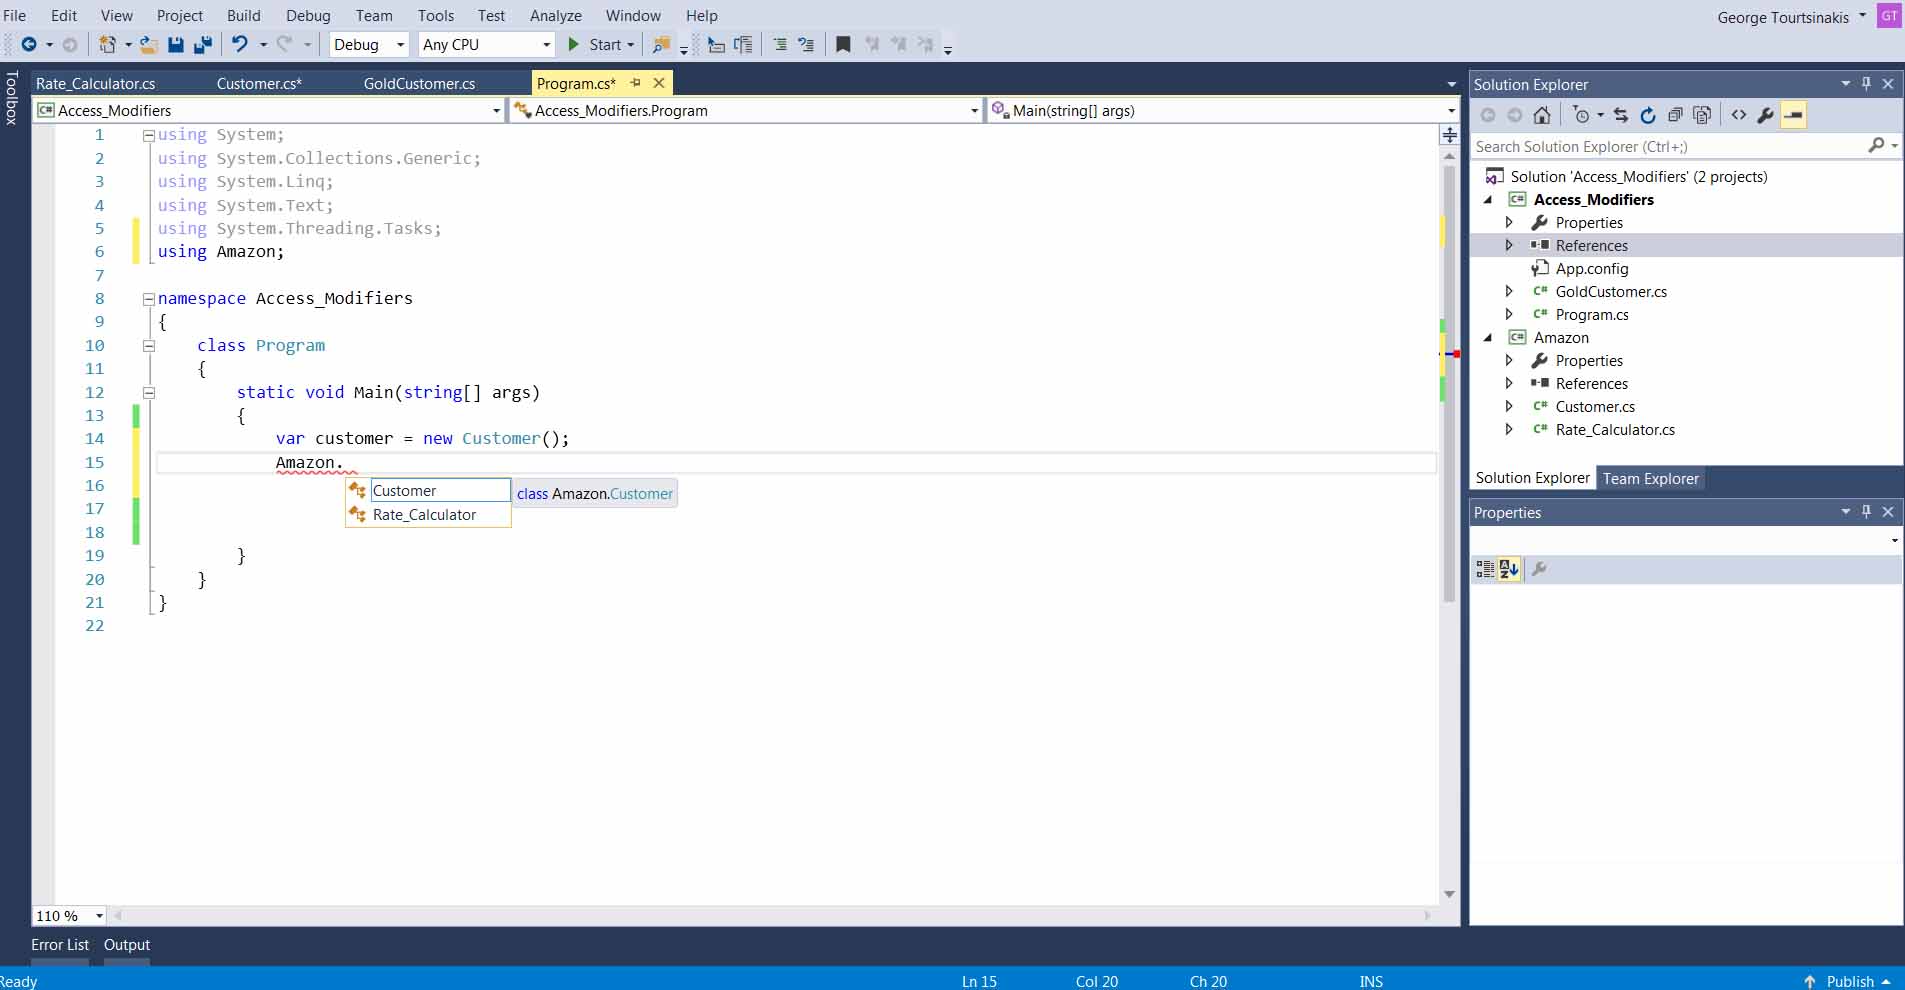 File Edit View Project Build Debug Team Tools Test Analyze Window Help
George Tourtsinakis GT
Debug Any CPU Start
Toolbox
Rate_Calculator.cs Customer.cs* GoldCustomer.cs Program.cs*
C# Access_Modifiers Access_Modifiers.Program Main(string[] args)
1 using System;
2 using System.Collections.Generic;
3 using System.Linq;
4 using System.Text;
5 using System.Threading.Tasks;
6 using Amazon;
7
8 namespace Access_Modifiers
9 {
10 class Program
11 {
12 static void Main(string[] args)
13 {
14 var customer = new Customer();
15 Amazon.
16 Customer class Amazon.Customer
17 Rate_Calculator
18
19 }
20 }
21 }
22
110 %
Error List Output
Solution Explorer
Search Solution Explorer (Ctrl+;)
Solution 'Access_Modifiers' (2 projects)
C# Access_Modifiers
Properties
References
App.config
C# GoldCustomer.cs
C# Program.cs
C# Amazon
Properties
References
C# Customer.cs
C# Rate_Calculator.cs
Solution Explorer Team Explorer
Properties
Ready Ln 15 Col 20 Ch 20 INS Publish